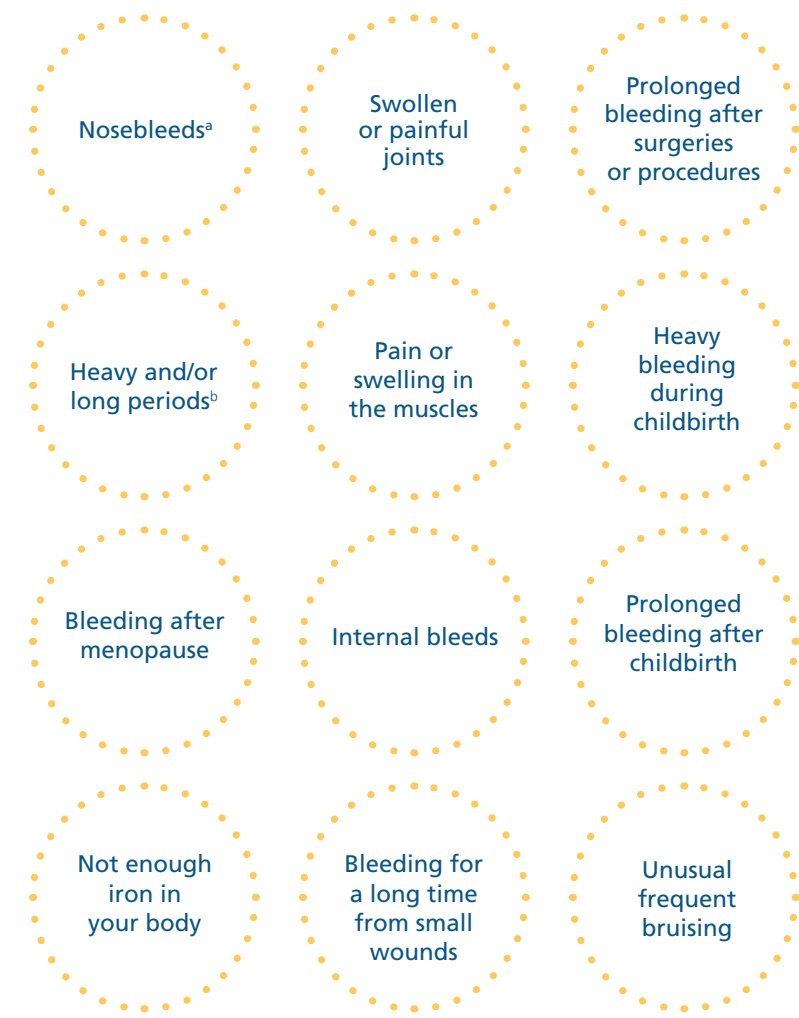 Nosebleedsᵃ
Swollen
or painful
joints
Prolonged
bleeding after
surgeries
or procedures
Heavy and/or
long periodsᵇ
Pain or
swelling in
the muscles
Heavy
bleeding
during
childbirth
Bleeding after
menopause
Internal bleeds
Prolonged
bleeding after
childbirth
Not enough
iron in
your body
Bleeding for
a long time
from small
wounds
Unusual
frequent
bruising